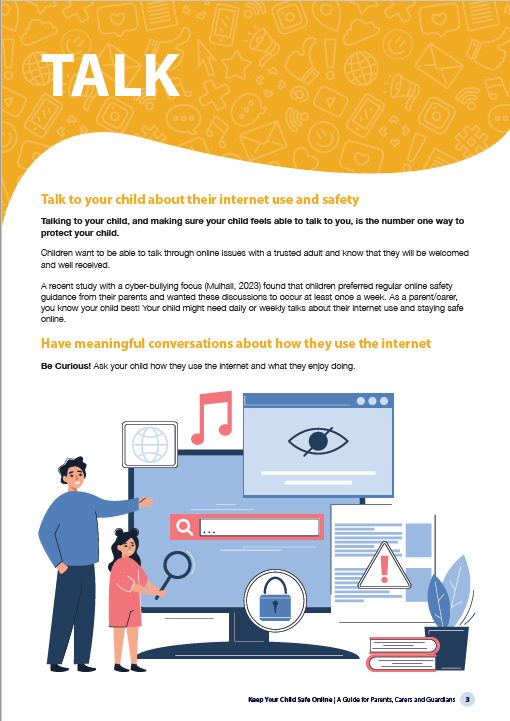 TALK
Talk to your child about their internet use and safety
Talking to your child, and making sure your child feels able to talk to you, is the number one way to
protect your child.
Children want to be able to talk through online issues with a trusted adult and know that they will be welcomed
and well received.
A recent study with a cyber-bullying focus (Mulhall, 2023) found that children preferred regular online safety
guidance from their parents and wanted these discussions to occur at least once a week. As a parent/carer,
you know your child best! Your child might need daily or weekly talks about their internet use and staying safe
online.
Have meaningful conversations about how they use the internet
Be Curious! Ask your child how they use the internet and what they enjoy doing.
...
!
Keep Your Child Safe Online | A Guide for Parents, Carers and Guardians 3